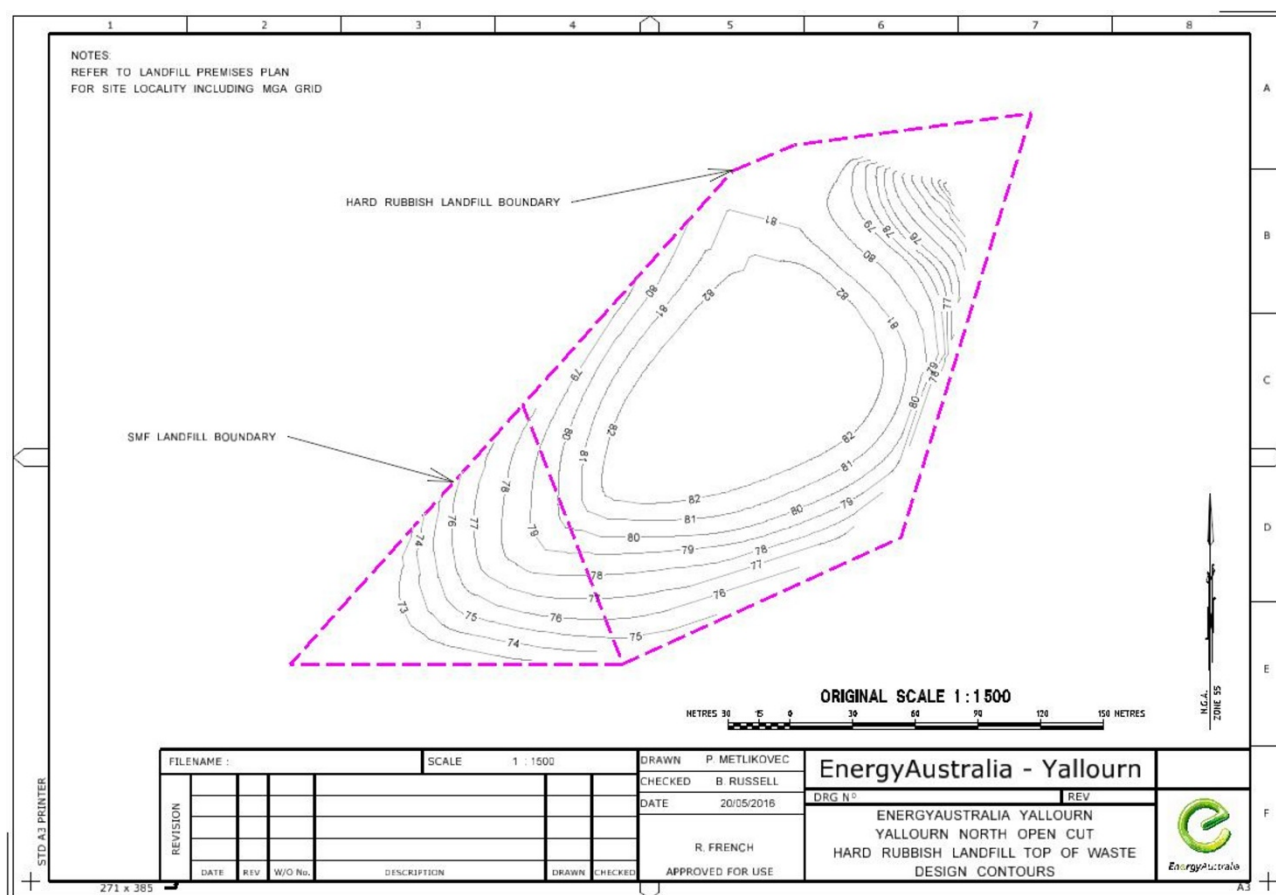 1 2 3 4 5 6 7 8
NOTES:
REFER TO LANDFILL PREMISES PLAN
FOR SITE LOCALITY INCLUDING MGA GRID
A
HARD RUBBISH LANDFILL BOUNDARY
B
81
79 78 76
80
82 80
82 81 82 81 77
79 79
78
C
80
SMF LANDFILL BOUNDARY
80 82 82
81 81
78 82 79
76 77 81 80
D
79 80
74 79 78
78 77
77 76
73 76
75 75
74
E
ORIGINAL SCALE 1:1500
METRES 30 15 0 30 60 90 120 150 METRES
M.G.A.
ZONE 55
FILENAME : SCALE 1 : 1500
DRAWN P. METLIKOVEC
CHECKED B. RUSSELL
DATE 20/05/2016
R. FRENCH
APPROVED FOR USE
EnergyAustralia - Yallourn
DRG Nº REV
ENERGYAUSTRALIA YALLOURN
YALLOURN NORTH OPEN CUT
HARD RUBBISH LANDFILL TOP OF WASTE
DESIGN CONTOURS
EnergyAustralia
F
REVISION
DATE REV W/O No. DESCRIPTION DRAWN CHECKED
STD A3 PRINTER
271 x 385
A3